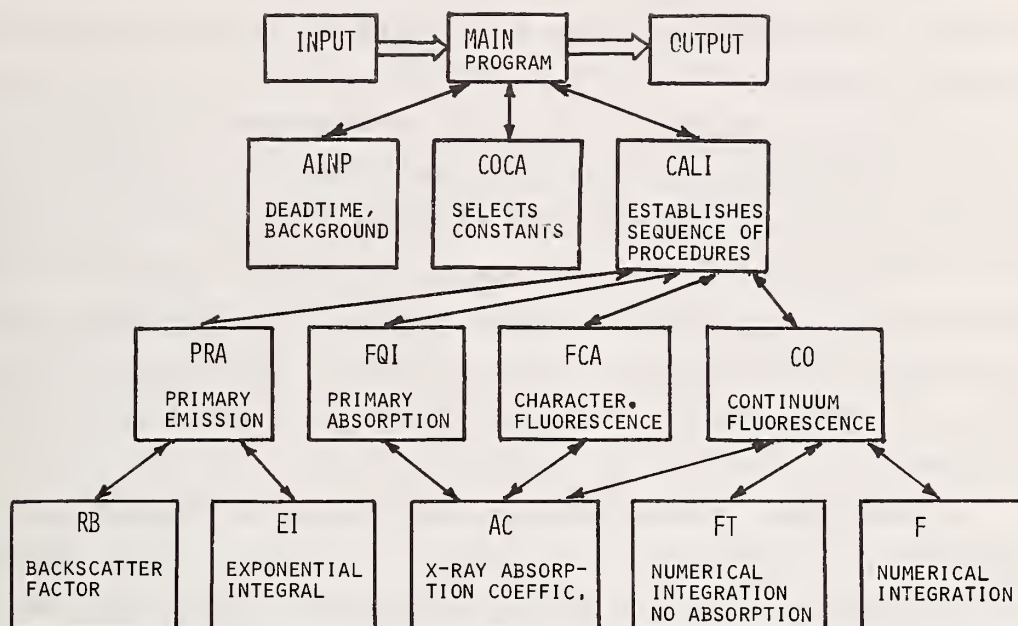 INPUT
MAIN
PROGRAM
OUTPUT
AINP
DEADTIME,
BACKGROUND
COCA
SELECTS
CONSTANTS
CALI
ESTABLISHES
SEQUENCE OF
PROCEDURES
PRA
PRIMARY
EMISSION
FQI
PRIMARY
ABSORPTION
FCA
CHARACTER.
FLUORESCENCE
CO
CONTINUUM
FLUORESCENCE
RB
BACKSCATTER
FACTOR
EI
EXPONENTIAL
INTEGRAL
AC
X-RAY ABSORP-
TION COEFFIC.
FT
NUMERICAL
INTEGRATION
NO ABSORPTION
F
NUMERICAL
INTEGRATION